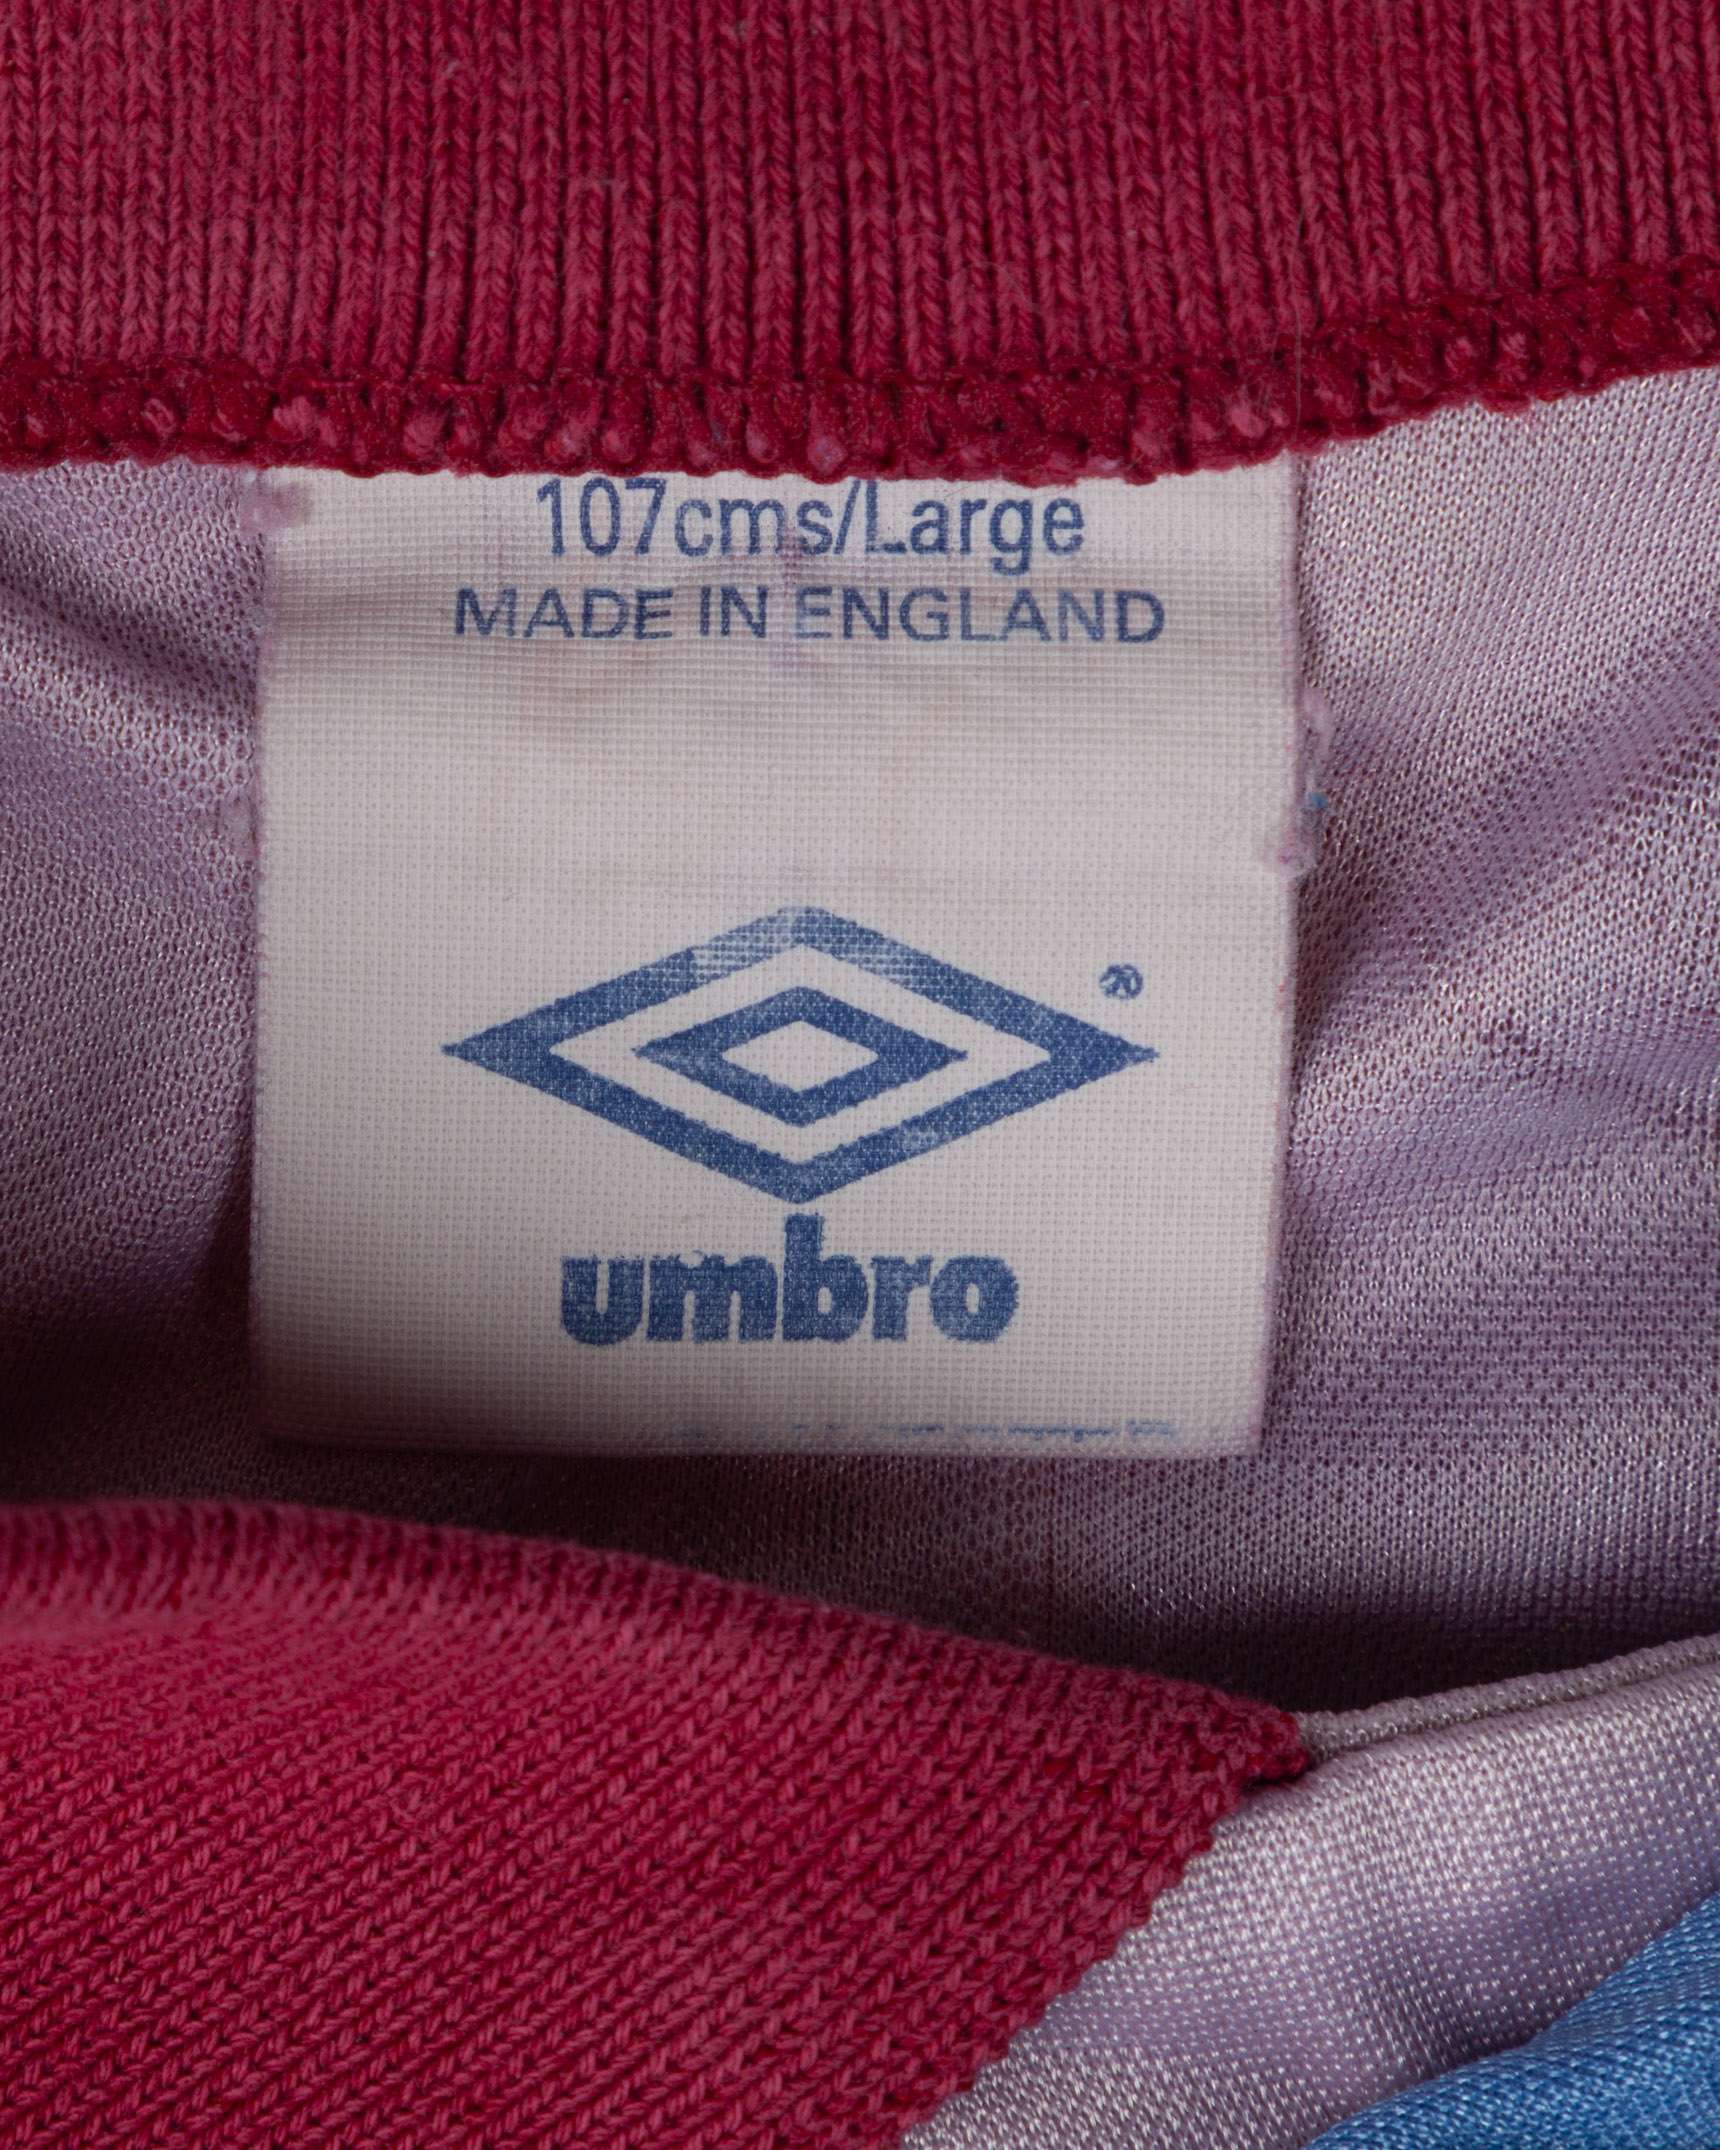 107cms/Large
MADE IN ENGLAND
®
umbro